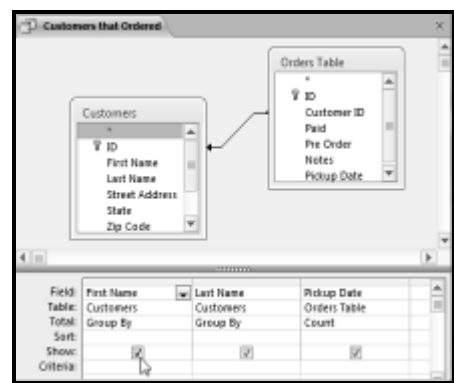 Customers that Ordered
Orders Table
*
ID
Customer ID
Paid
Pre Order
Notes
Pickup Date
Customers
*
ID
First Name
Last Name
Street Address
State
Zip Code
Field: First Name Last Name Pickup Date
Table: Customers Customers Orders Table
Total: Group By Group By Count
Sort:
Show:
Criteria: